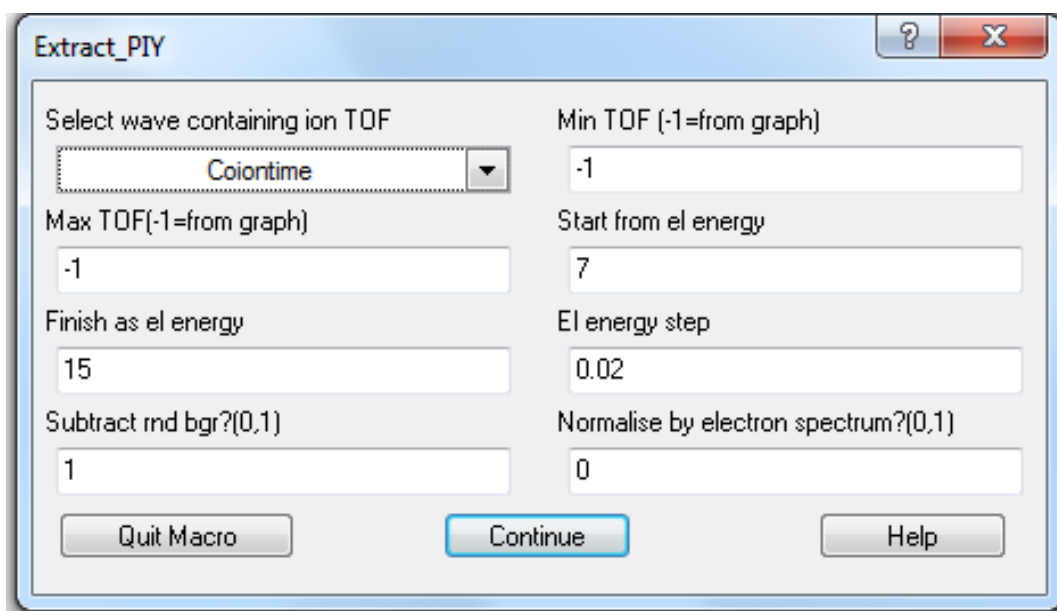 Extract_PIY
Select wave containing ion TOF
Min TOF (-1=from graph)
Coiontime
-1
Max TOF(-1=from graph)
Start from el energy
-1
7
Finish as el energy
El energy step
15
0.02
Subtract rnd bgr?(0,1)
Normalise by electron spectrum?(0,1)
1
0
Quit Macro
Continue
Help